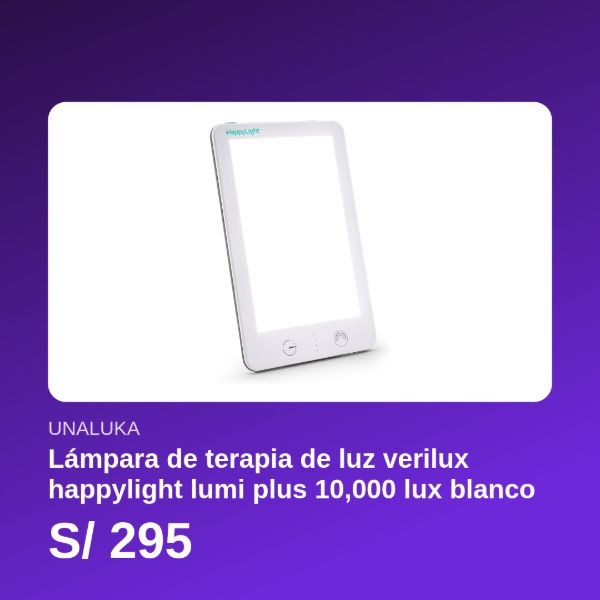 HappyLight
UNALUKA
Lámpara de terapia de luz verilux
happylight lumi plus 10,000 lux blanco
S/ 295